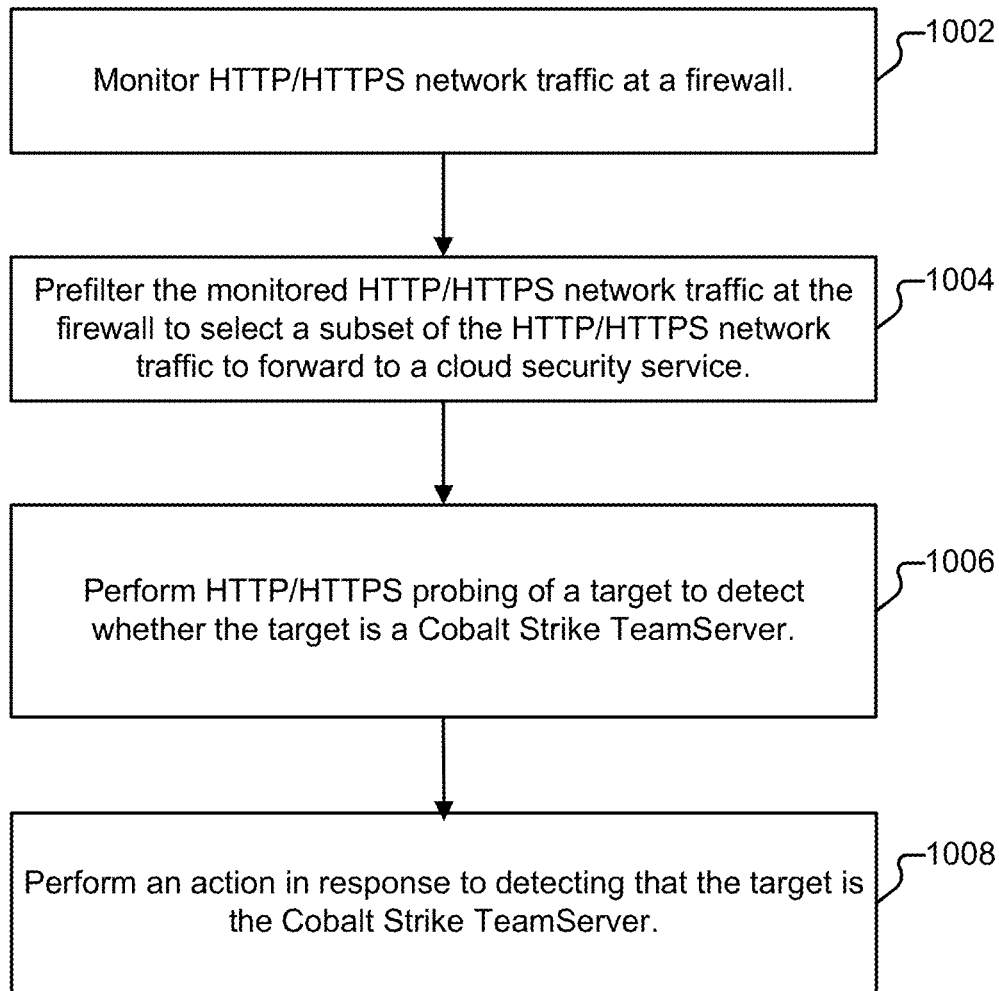 Monitor HTTP/HTTPS network traffic at a firewall.
1002
Prefilter the monitored HTTP/HTTPS network traffic at the
firewall to select a subset of the HTTP/HTTPS network
traffic to forward to a cloud security service.
1004
Perform HTTP/HTTPS probing of a target to detect
whether the target is a Cobalt Strike TeamServer.
1006
Perform an action in response to detecting that the target is
the Cobalt Strike TeamServer.
1008